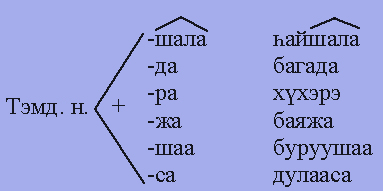 -шала һайшала
-да багада
-ра хүхэрэ
Тэмд. н. + -жа баяжа
-шаа буруушаа
-са дулааса